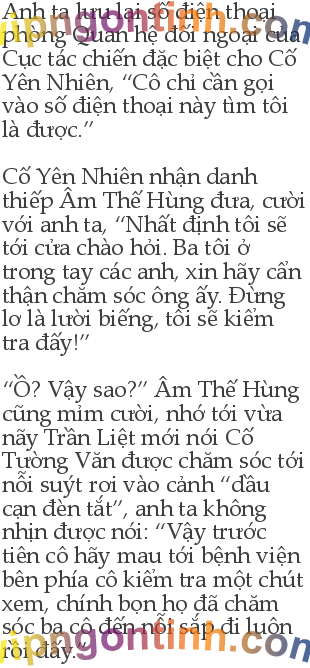 Anh ta lưu lại số điện thoại
phòng Quan hệ đối ngoại của
Cục tác chiến đặc biệt cho Cố
Yên Nhiên, “Cô chỉ cần gọi
vào số điện thoại này tìm tôi
là được.”
Cố Yên Nhiên nhận danh
thiếp Âm Thế Hùng đưa, cười
với anh ta, “Nhất định tôi sẽ
tới cửa chào hỏi. Ba tôi ở
trong tay các anh, xin hãy cẩn
thận chăm sóc ông ấy. Đừng
lơ là lười biếng, tôi sẽ kiểm
tra đấy!”
“Ồ? Vậy sao?” Âm Thế Hùng
cũng mỉm cười, nhớ tới vừa
nãy Trần Liệt mới nói Cố
Tường Văn được chăm sóc tới
nỗi suýt rơi vào cảnh “dầu
cạn đèn tắt”, anh ta không
nhịn được nói: “Vậy trước
tiên cô hãy mau tới bệnh viện
bên phía cô kiểm tra một chút
xem, chính bọn họ đã chăm
sóc ba cô đến nỗi sắp đi luôn
rồi đấy.”